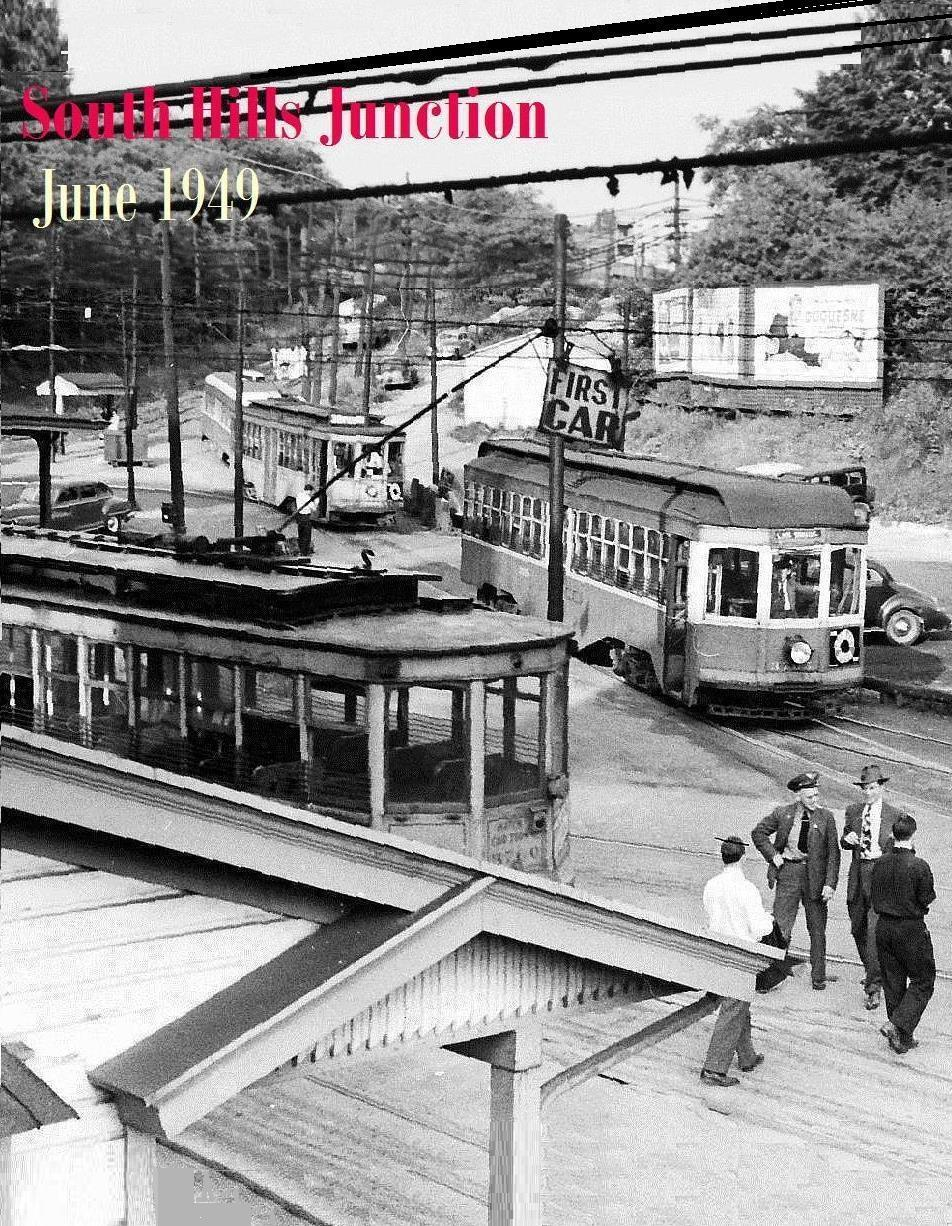 South Hills Junction
June 1949
DUQUESNE
FIRST
CAR